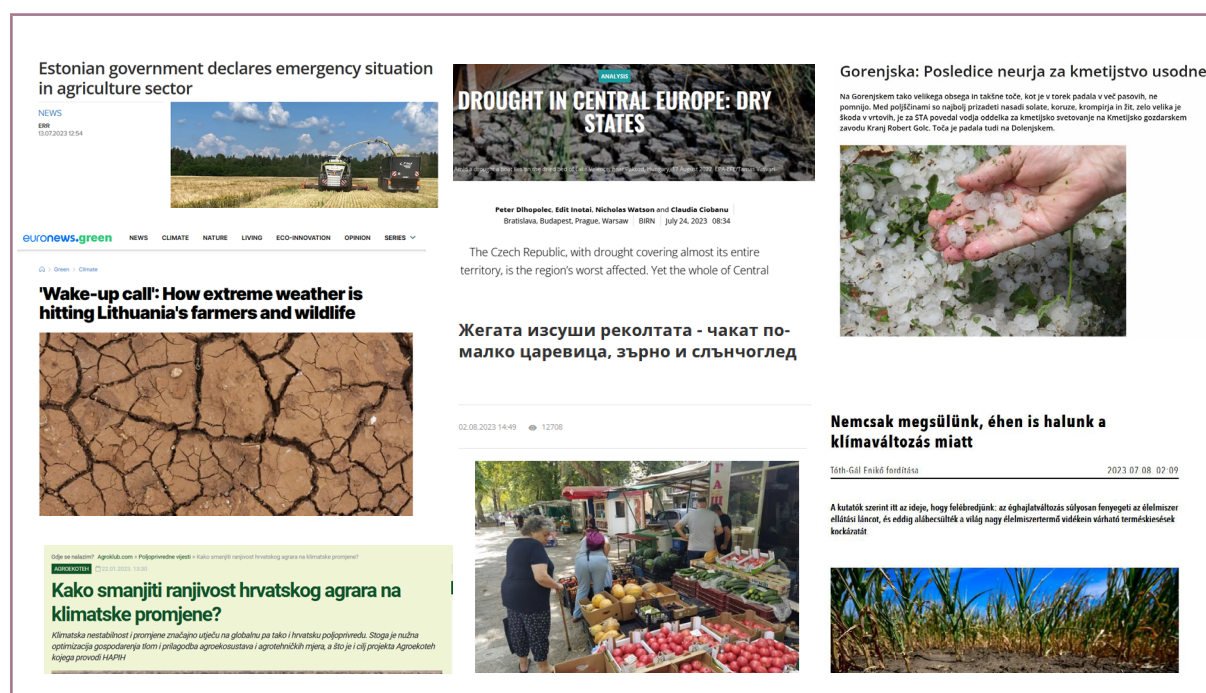 Estonian government declares emergency situation
in agriculture sector
NEWS
ERR
13.07.2023 12:54
euronews.green
NEWS CLIMATE NATURE LIVING ECO-INNOVATION OPINION SERIES
Green > Climate
'Wake-up call': How extreme weather is
hitting Lithuania's farmers and wildlife
Gdje se nalazim? Agroklub.com » Poljoprivredne vijesti » Kako smanjiti ranjivost hrvatskog agrara na klimatske promjene?
AGROEKOTEH 22.01.2023. 13:30
Kako smanjiti ranjivost hrvatskog agrara na
klimatske promjene?
Klimatska nestabilnost i promjene značajno utječu na globalnu pa tako i hrvatsku poljoprivredu. Stoga je nužna
optimizacija gospodarenja tlom i prilagodba agroekosustava i agrotehničkih mjera, a što je i cilj projekta Agroekoteh
kojega provodi HAPIH
ANALYSIS
DROUGHT IN CENTRAL EUROPE: DRY
STATES
Peter Dlhopolec, Edit Inotai, Nicholas Watson and Claudia Ciobanu
Bratislava, Budapest, Prague, Warsaw | BIRN | July 24, 2023 08:34
The Czech Republic, with drought covering almost its entire
territory, is the region's worst affected. Yet the whole of Central
Жегата изсуши реколтата - чакат по-
малко царевица, зърно и слънчоглед
02.08.2023 14:49 12708
Gorenjska: Posledice neurja za kmetijstvo usodne
Na Gorenjskem tako velikega obsega in takšne toče, kot je v torek padala v več pasovih, ne
pomnijo. Med poljščinami so najbolj prizadeti nasadi solate, koruze, krompirja in žit, zelo velika je
škoda v vrtovih, je za STA povedal vodja oddelka za kmetijsko svetovanje na Kmetijsko gozdarskem
zavodu Kranj Robert Golc. Toča je padala tudi na Dolenjskem.
Nemcsak megsülünk, éhen is halunk a
klímaváltozás miatt
Tóth-Gál Enikő fordítása 2023.07.08. 02:09
A kutatók szerint itt az ideje, hogy felébredjünk: az éghajlatváltozás súlyosan fenyegeti az élelmiszer
ellátási láncot, és eddig alábecsülték a világ nagy élelmiszertermő vidékein várható terméskiesések
kockázatát